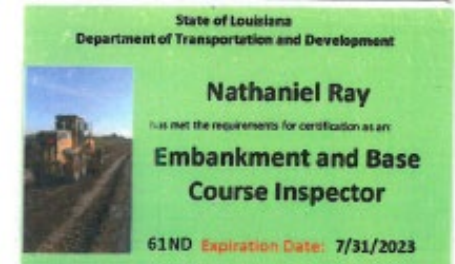 State of Louisiana
Department of Transportation and Development
Nathaniel Ray
has met the requirements for certification as an:
Embankment and Base
Course Inspector
61ND Expiration Date: 7/31/2023